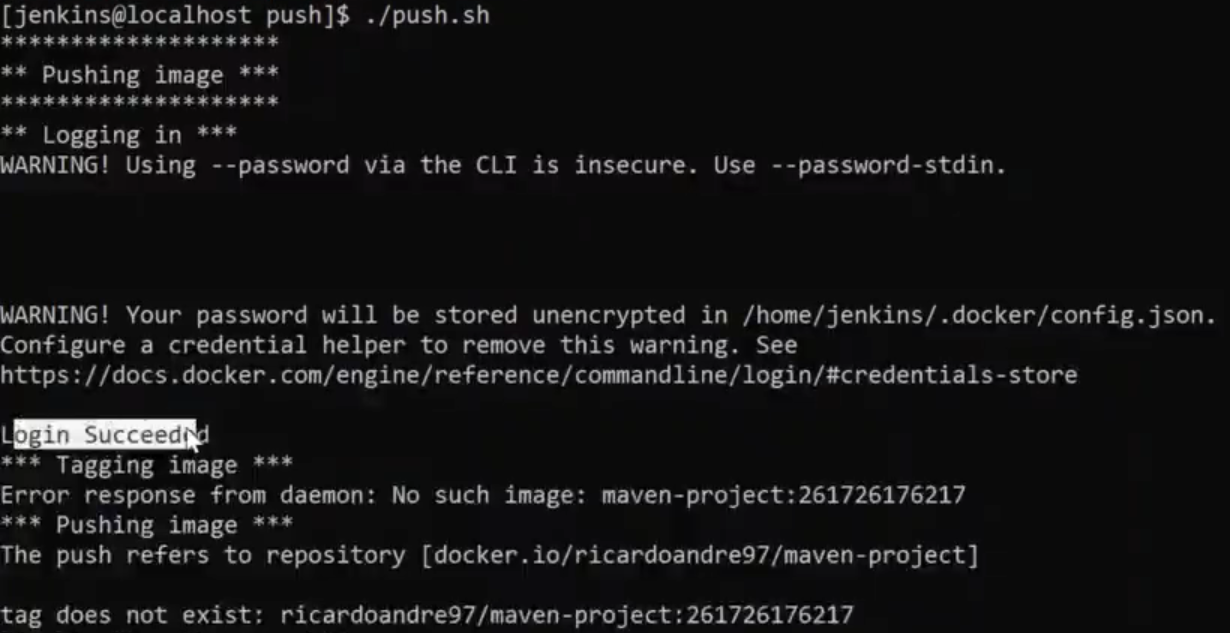 [jenkins@localhost push]$ ./push.sh
********************
** Pushing image ***
********************
** Logging in ***
WARNING! Using --password via the CLI is insecure. Use --password-stdin.
WARNING! Your password will be stored unencrypted in /home/jenkins/.docker/config.json.
Configure a credential helper to remove this warning. See
https://docs.docker.com/engine/reference/commandline/login/#credentials-store
Login Succeeded
*** Tagging image ***
Error response from daemon: No such image: maven-project:261726176217
*** Pushing image ***
The push refers to repository [docker.io/ricardoandre97/maven-project]
tag does not exist: ricardoandre97/maven-project:261726176217